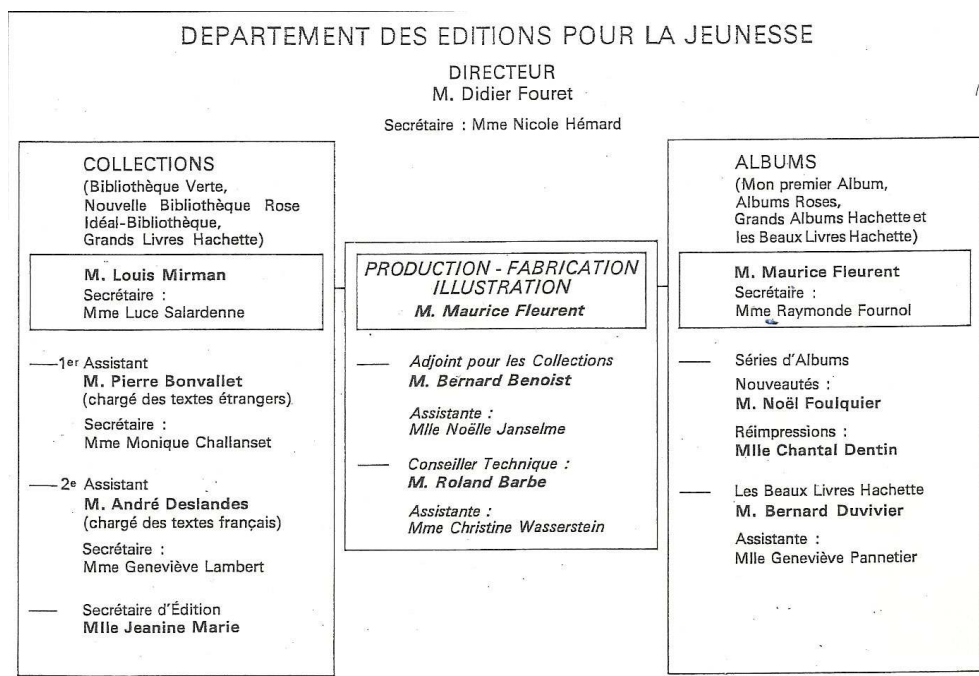 DEPARTEMENT DES EDITIONS POUR LA JEUNESSE
DIRECTEUR
M. Didier Fouret
Secrétaire : Mme Nicole Hémard
COLLECTIONS
(Bibliothèque Verte,
Nouvelle Bibliothèque Rose
Idéal-Bibliothèque,
Grands Livres Hachette)
M. Louis Mirman
Secrétaire :
Mme Luce Salardenne
1er Assistant
M. Pierre Bonvallet
(chargé des textes étrangers)
Secrétaire :
Mme Monique Challanset
2e Assistant
M. André Deslandes
(chargé des textes français)
Secrétaire :
Mme Geneviève Lambert
Secrétaire d'Édition
Mlle Jeanine Marie
PRODUCTION - FABRICATION
ILLUSTRATION
M. Maurice Fleurent
Adjoint pour les Collections
M. Bernard Benoist
Assistante :
Mlle Noëlle Janselme
Conseiller Technique :
M. Roland Barbe
Assistante :
Mme Christine Wasserstein
ALBUMS
(Mon premier Album,
Albums Roses,
Grands Albums Hachette et
les Beaux Livres Hachette)
M. Maurice Fleurent
Secrétaire :
Mme Raymonde Fournol
Séries d'Albums
Nouveautés :
M. Noël Foulquier
Réimpressions :
Mlle Chantal Dentin
Les Beaux Livres Hachette
M. Bernard Duvivier
Assistante :
Mlle Geneviève Pannetier